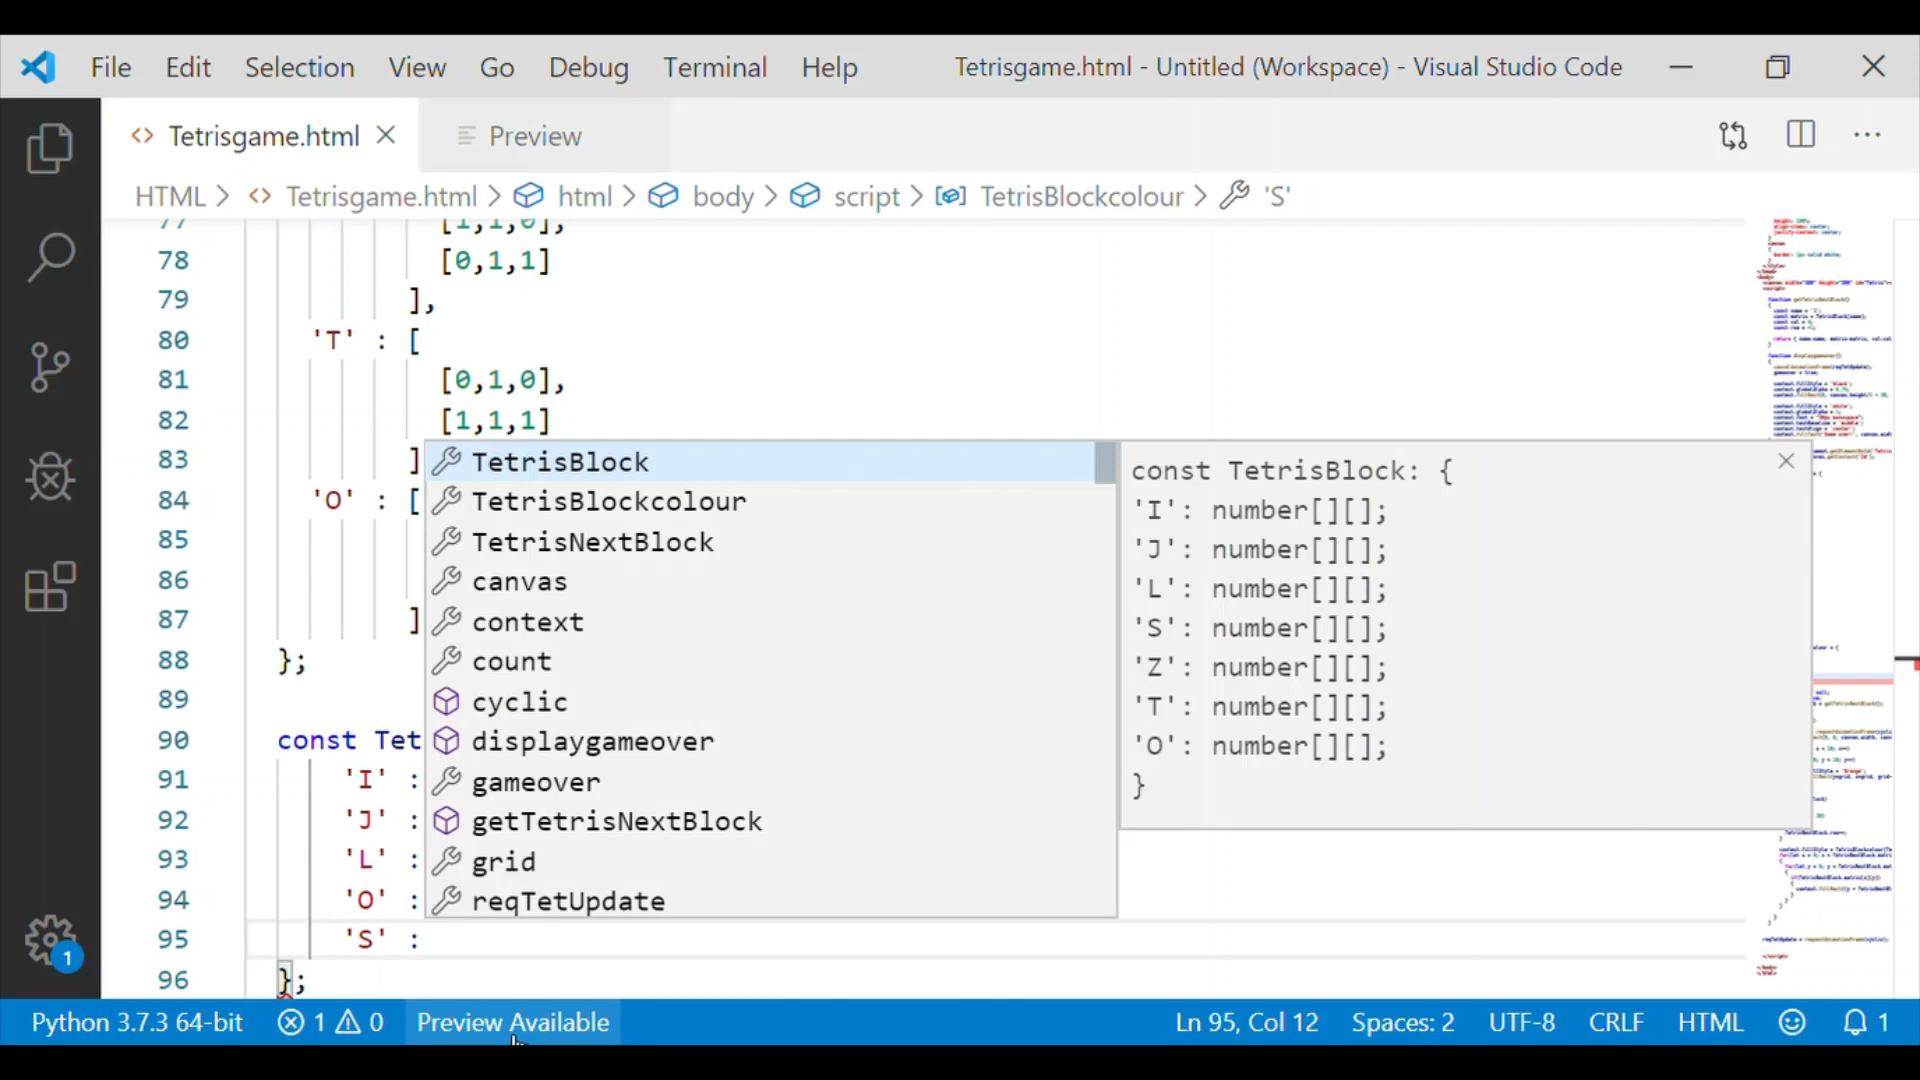 File Edit Selection View Go Debug Terminal Help Tetrisgame.html - Untitled (Workspace) - Visual Studio Code
Tetrisgame.html Preview
HTML > Tetrisgame.html > html > body > script > TetrisBlockcolour > 'S'
77 [1,1,0],
78 [0,1,1]
79 ],
80 'T' : [
81 [0,1,0],
82 [1,1,1]
83 ]
84 'O' : [
85
86
87 ]
88 };
89
90 const Tet
91 'I' :
92 'J' :
93 'L' :
94 'O' :
95 'S' :
96 };
TetrisBlock
TetrisBlockcolour
TetrisNextBlock
canvas
context
count
cyclic
displaygameover
gameover
getTetrisNextBlock
grid
reqTetUpdate
const TetrisBlock: {
'I': number[][];
'J': number[][];
'L': number[][];
'S': number[][];
'Z': number[][];
'T': number[][];
'O': number[][];
}
1
Python 3.7.3 64-bit 1 0 Preview Available Ln 95, Col 12 Spaces: 2 UTF-8 CRLF HTML 1